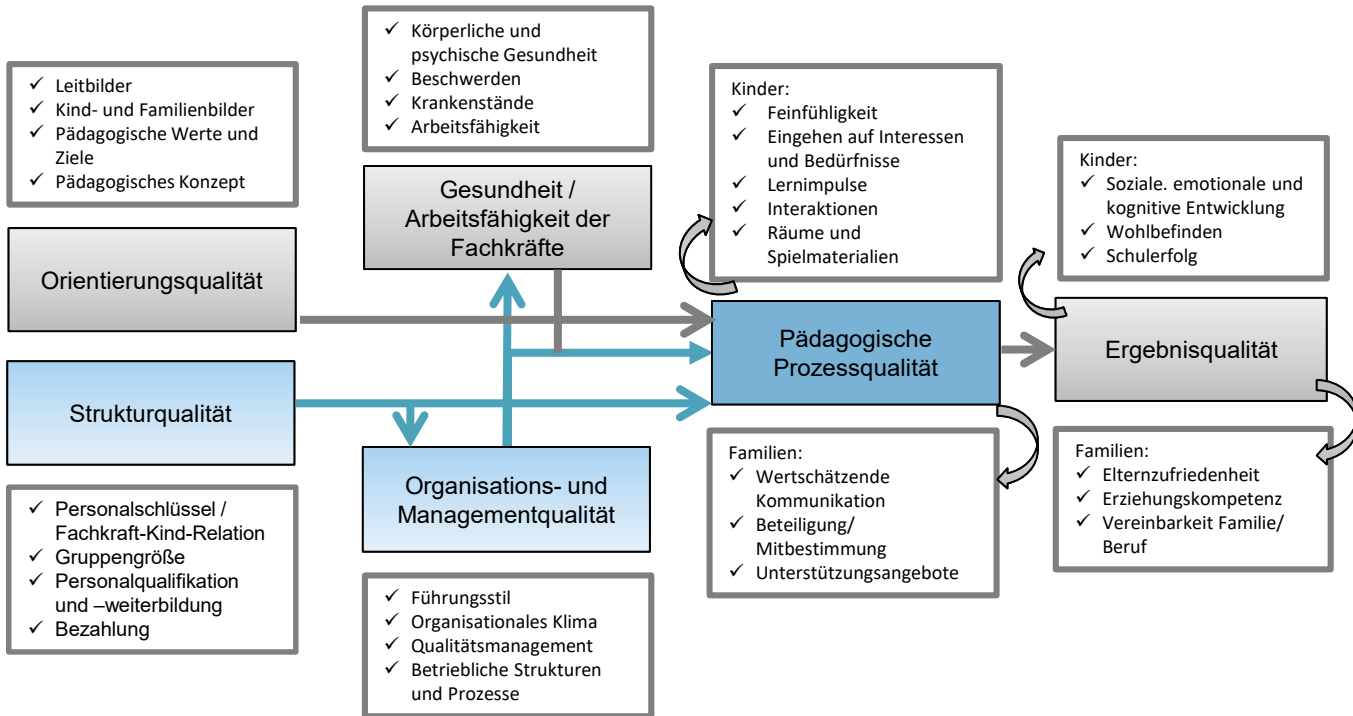 ✓ Leitbilder
✓ Kind- und Familienbilder
✓ Pädagogische Werte und
Ziele
✓ Pädagogisches Konzept
Orientierungsqualität
Strukturqualität
✓ Personalschlüssel /
Fachkraft-Kind-Relation
✓ Gruppengröße
✓ Personalqualifikation
und –weiterbildung
✓ Bezahlung
✓ Körperliche und
psychische Gesundheit
✓ Beschwerden
✓ Krankenstände
✓ Arbeitsfähigkeit
Gesundheit /
Arbeitsfähigkeit der
Fachkräfte
Organisations- und
Managementqualität
✓ Führungsstil
✓ Organisationales Klima
✓ Qualitätsmanagement
✓ Betriebliche Strukturen
und Prozesse
Kinder:
✓ Feinfühligkeit
✓ Eingehen auf Interessen
und Bedürfnisse
✓ Lernimpulse
✓ Interaktionen
✓ Räume und
Spielmaterialien
Pädagogische
Prozessqualität
Familien:
✓ Wertschätzende
Kommunikation
✓ Beteiligung/
Mitbestimmung
✓ Unterstützungsangebote
Kinder:
✓ Soziale. emotionale und
kognitive Entwicklung
✓ Wohlbefinden
✓ Schulerfolg
Ergebnisqualität
Familien:
✓ Elternzufriedenheit
✓ Erziehungskompetenz
✓ Vereinbarkeit Familie/
Beruf